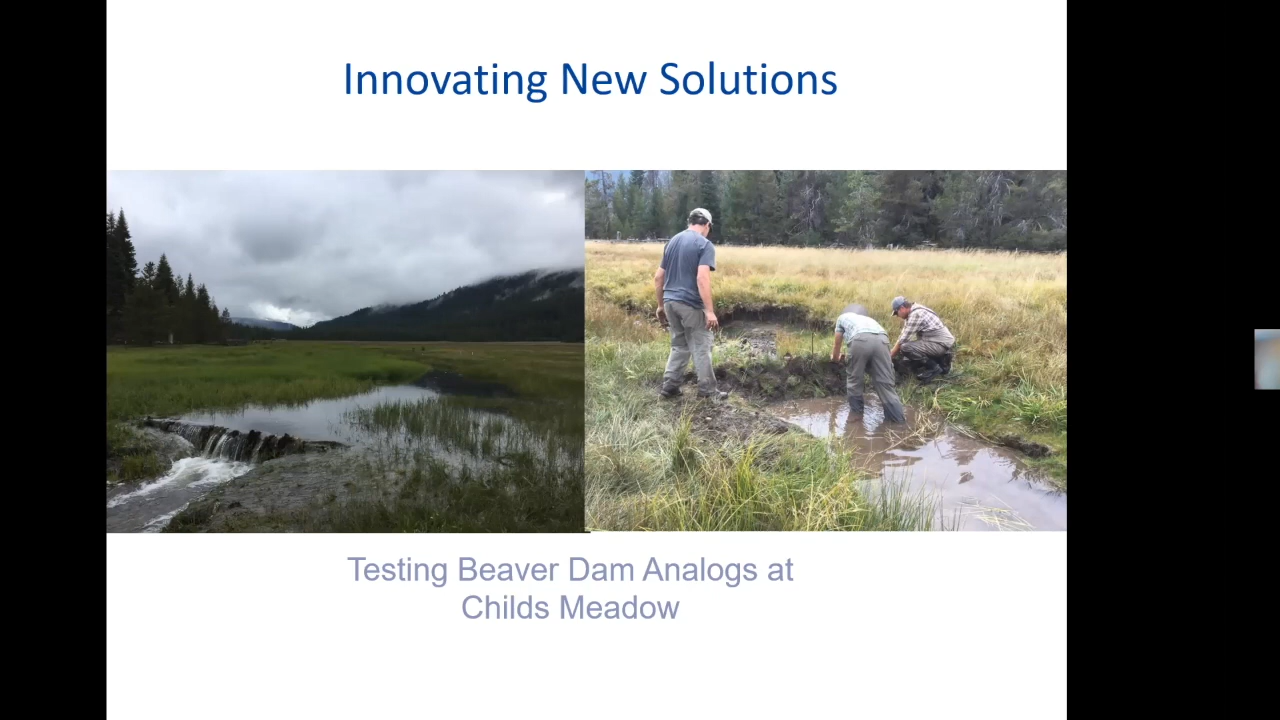 Innovating New Solutions
Testing Beaver Dam Analogs at
Childs Meadow